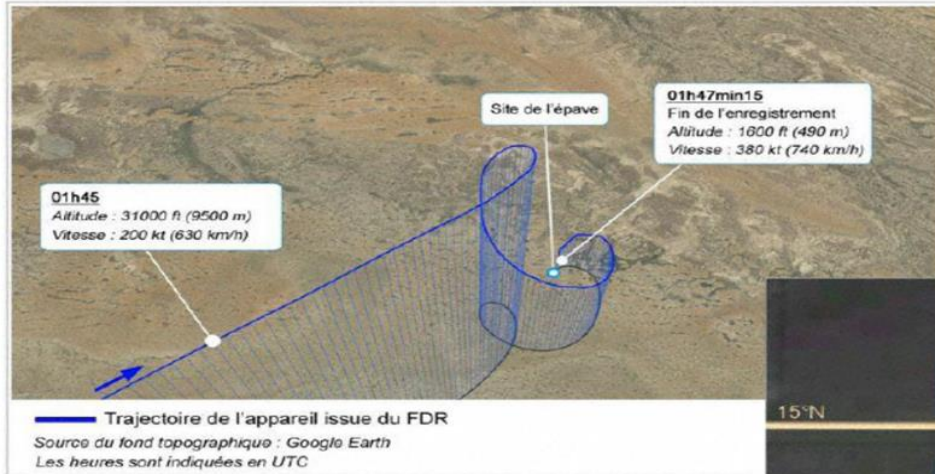 Site de l'épave
01h47min15
Fin de l'enregistrement
Altitude : 1600 ft (490 m)
Vitesse : 380 kt (740 km/h)
01h45
Altitude : 31000 ft (9500 m)
Vitesse : 200 kt (630 km/h)
15°N
Trajectoire de l'appareil issue du FDR
Source du fond topographique : Google Earth
Les heures sont indiquées en UTC